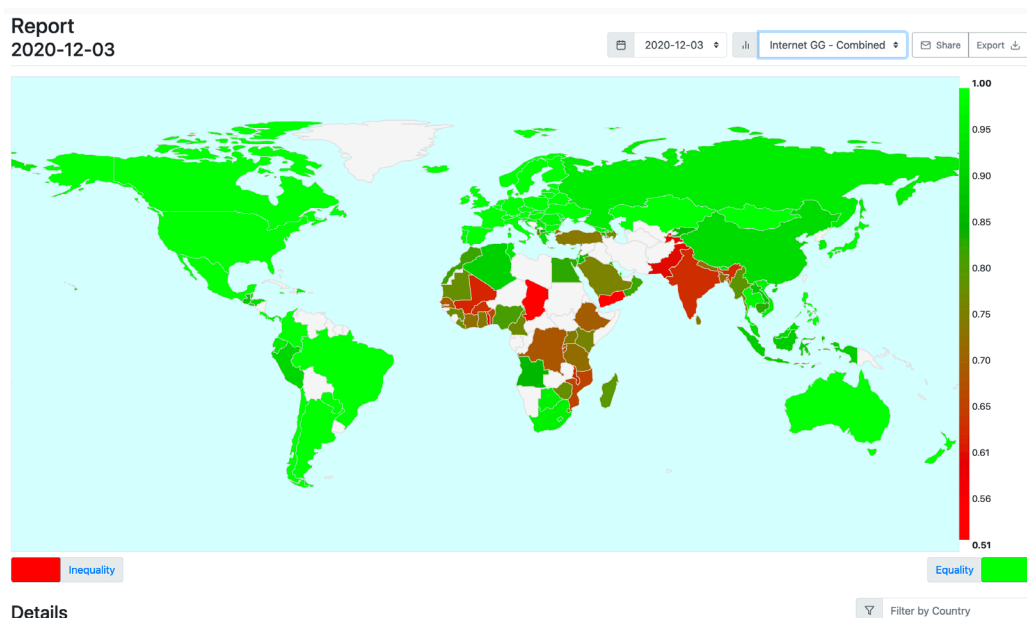 Report
2020-12-03
2020-12-03
Internet GG - Combined
Share
Export
1.00
0.95
0.90
0.85
0.80
0.75
0.70
0.65
0.61
0.56
0.51
Inequality
Equality
Details
Filter by Country